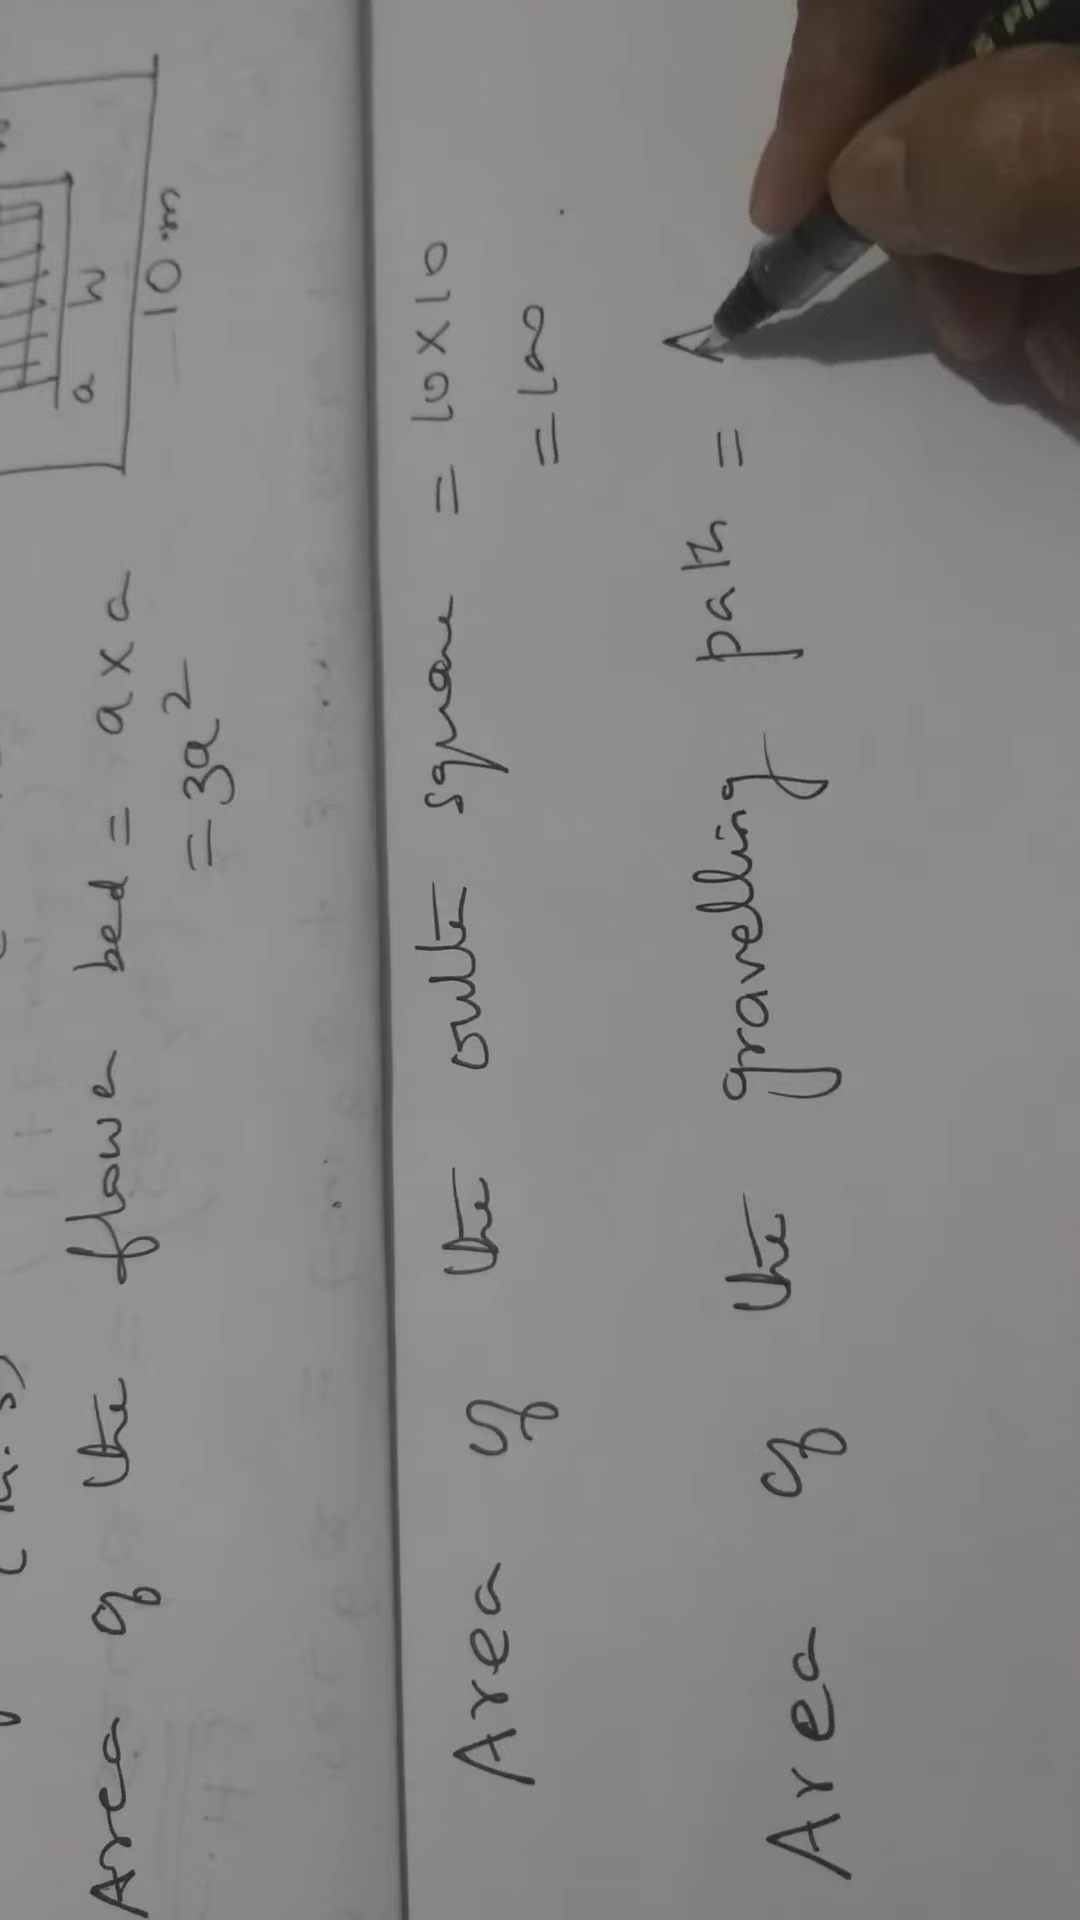 a W
10 m
Area of the flower bed = a x a
= 3a²
Area of the outer square = 10 x 10
= 100
Area of the gravelling path = A